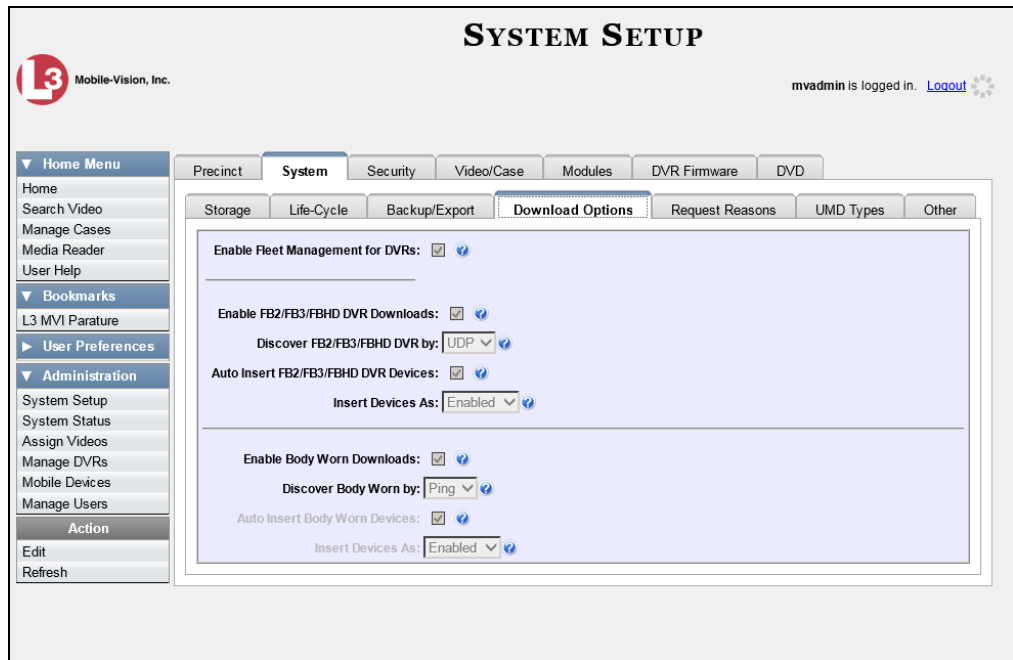 SYSTEM SETUP
L3 Mobile-Vision, Inc.
mvadmin is logged in. Logout
Home Menu
Home
Search Video
Manage Cases
Media Reader
User Help
Bookmarks
L3 MVI Parature
User Preferences
Administration
System Setup
System Status
Assign Videos
Manage DVRs
Mobile Devices
Manage Users
Action
Edit
Refresh
Precinct System Security Video/Case Modules DVR Firmware DVD
Storage Life-Cycle Backup/Export Download Options Request Reasons UMD Types Other
Enable Fleet Management for DVRs: ?
Enable FB2/FB3/FBHD DVR Downloads: ?
Discover FB2/FB3/FBHD DVR by: UDP ?
Auto Insert FB2/FB3/FBHD DVR Devices: ?
Insert Devices As: Enabled ?
Enable Body Worn Downloads: ?
Discover Body Worn by: Ping ?
Auto Insert Body Worn Devices: ?
Insert Devices As: Enabled ?